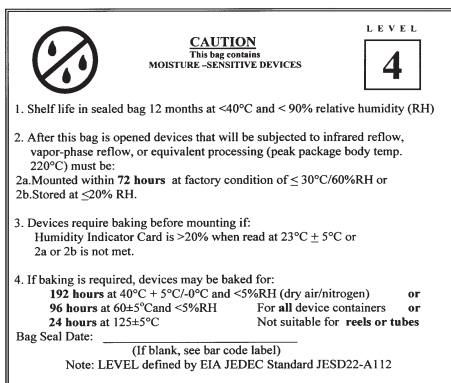 LEVEL
CAUTION
This bag contains
MOISTURE –SENSITIVE DEVICES
4
1. Shelf life in sealed bag 12 months at <40°C and < 90% relative humidity (RH)
2. After this bag is opened devices that will be subjected to infrared reflow,
vapor-phase reflow, or equivalent processing (peak package body temp.
220°C) must be:
2a.Mounted within 72 hours at factory condition of ≤ 30°C/60%RH or
2b.Stored at ≤20% RH.
3. Devices require baking before mounting if:
Humidity Indicator Card is >20% when read at 23°C ± 5°C or
2a or 2b is not met.
4. If baking is required, devices may be baked for:
192 hours at 40°C + 5°C/-0°C and <5%RH (dry air/nitrogen) or
96 hours at 60±5°Cand <5%RH For all device containers or
24 hours at 125±5°C Not suitable for reels or tubes
Bag Seal Date:
(If blank, see bar code label)
Note: LEVEL defined by EIA JEDEC Standard JESD22-A112